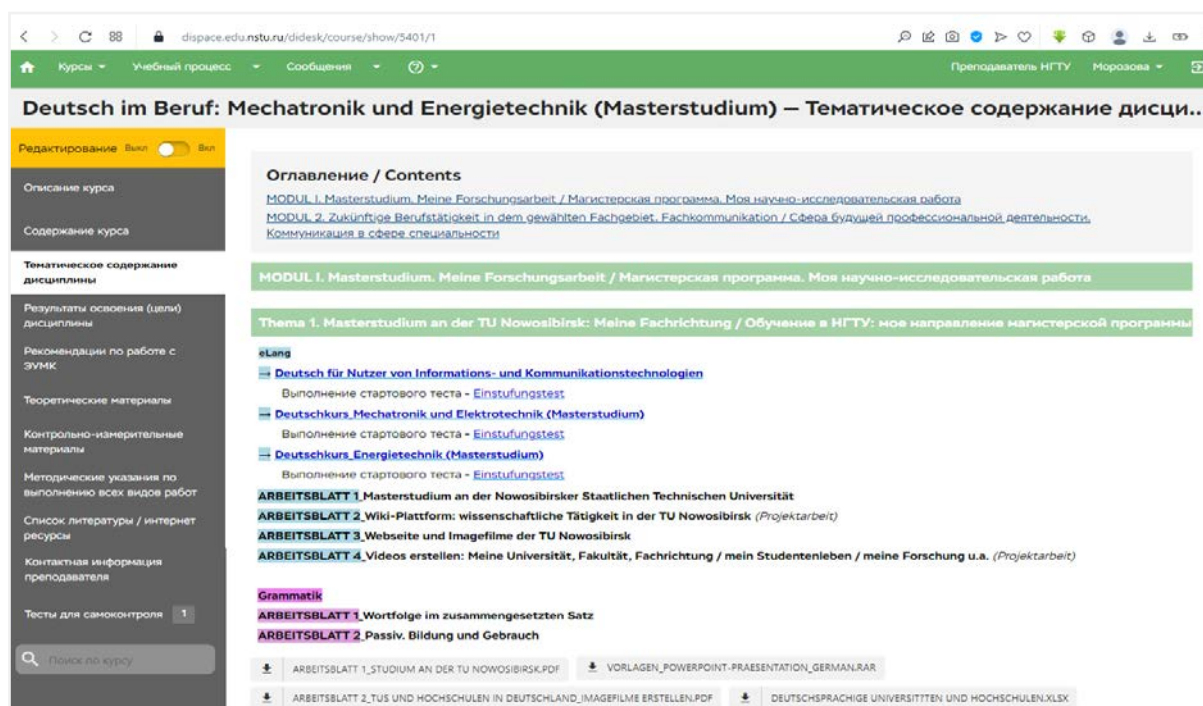 88 dispace.edu.nstu.ru/didesk/course/show/5401/1
Курсы Учебный процесс Сообщения Преподаватель НГТУ Морозова
Deutsch im Beruf: Mechatronik und Energietechnik (Masterstudium) — Тематическое содержание дисци...
Редактирование Выкл Вкл
Описание курса
Содержание курса
Тематическое содержание
дисциплины
Результаты освоения (цели)
дисциплины
Рекомендации по работе с
ЭУМК
Теоретические материалы
Контрольно-измерительные
материалы
Методические указания по
выполнению всех видов работ
Список литературы / интернет
ресурсы
Контактная информация
преподавателя
Тесты для самоконтроля 1
Поиск по курсу
Оглавление / Contents
MODUL I. Masterstudium. Meine Forschungsarbeit / Магистерская программа. Моя научно-исследовательская работа
MODUL 2. Zukünftige Berufstätigkeit in dem gewählten Fachgebiet. Fachkommunikation / Сфера будущей профессиональной деятельности.
Коммуникация в сфере специальности
MODUL I. Masterstudium. Meine Forschungsarbeit / Магистерская программа. Моя научно-исследовательская работа
Thema 1. Masterstudium an der TU Nowosibirsk: Meine Fachrichtung / Обучение в НГТУ: мое направление магистерской программы
eLang
→ Deutsch für Nutzer von Informations- und Kommunikationstechnologien
Выполнение стартового теста - Einstufungstest
→ Deutschkurs_Mechatronik und Elektrotechnik (Masterstudium)
Выполнение стартового теста - Einstufungstest
→ Deutschkurs_Energietechnik (Masterstudium)
Выполнение стартового теста - Einstufungstest
ARBEITSBLATT 1_Masterstudium an der Nowosibirsker Staatlichen Technischen Universität
ARBEITSBLATT 2_Wiki-Plattform: wissenschaftliche Tätigkeit in der TU Nowosibirsk (Projektarbeit)
ARBEITSBLATT 3_Webseite und Imagefilme der TU Nowosibirsk
ARBEITSBLATT 4_Videos erstellen: Meine Universität, Fakultät, Fachrichtung / mein Studentenleben / meine Forschung u.a. (Projektarbeit)
Grammatik
ARBEITSBLATT 1_Wortfolge im zusammengesetzten Satz
ARBEITSBLATT 2_Passiv. Bildung und Gebrauch
ARBEITSBLATT 1_STUDIUM AN DER TU NOWOSIBIRSK.PDF VORLAGEN_POWERPOINT-PRAESENTATION_GERMAN.RAR
ARBEITSBLATT 2_TUS UND HOCHSCHULEN IN DEUTSCHLAND_IMAGEFILME ERSTELLEN.PDF DEUTSCHSPRACHIGE UNIVERSITTTEN UND HOCHSCHULEN.XLSX